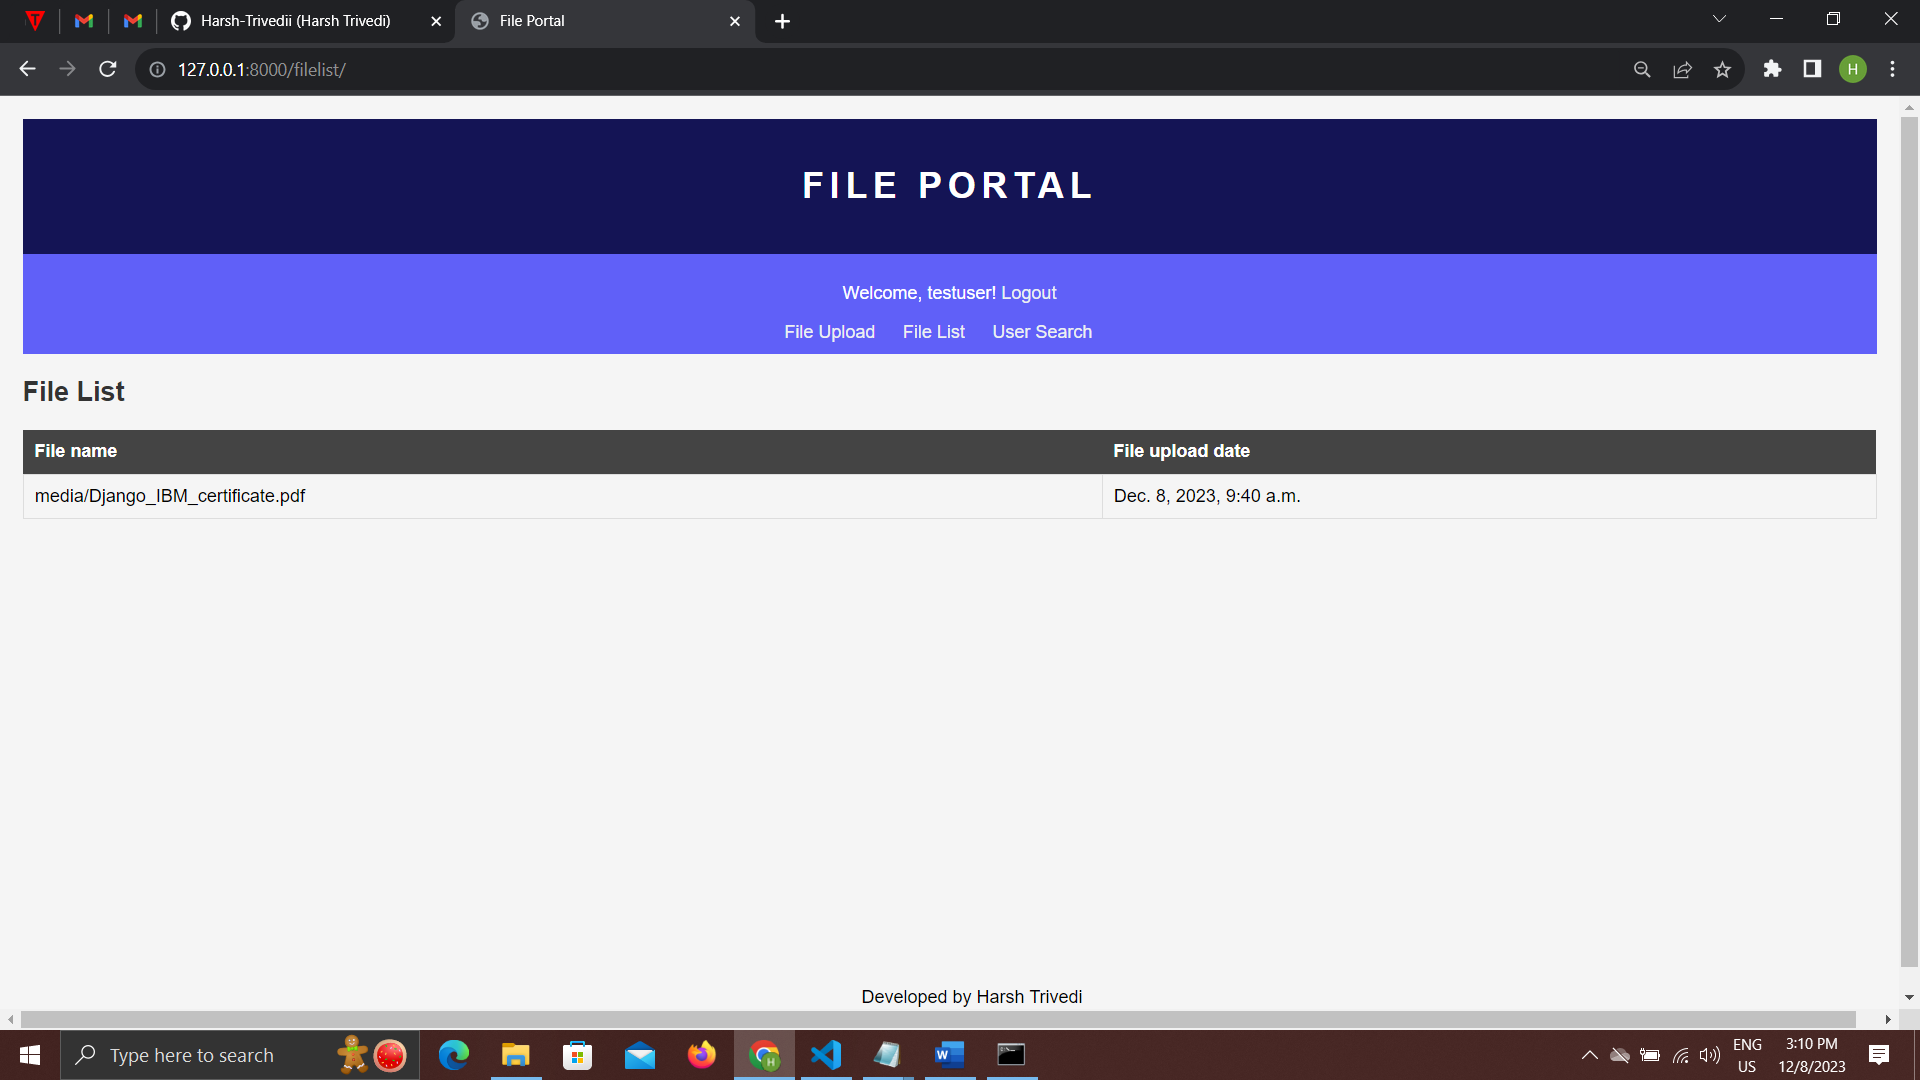 Harsh-Trivedii (Harsh Trivedi)
File Portal
127.0.0.1:8000/filelist/
H
FILE PORTAL
Welcome, testuser! Logout
File Upload File List User Search
File List
File name File upload date
media/Django_IBM_certificate.pdf Dec. 8, 2023, 9:40 a.m.
Developed by Harsh Trivedi
Type here to search
ENG
US
3:10 PM
12/8/2023